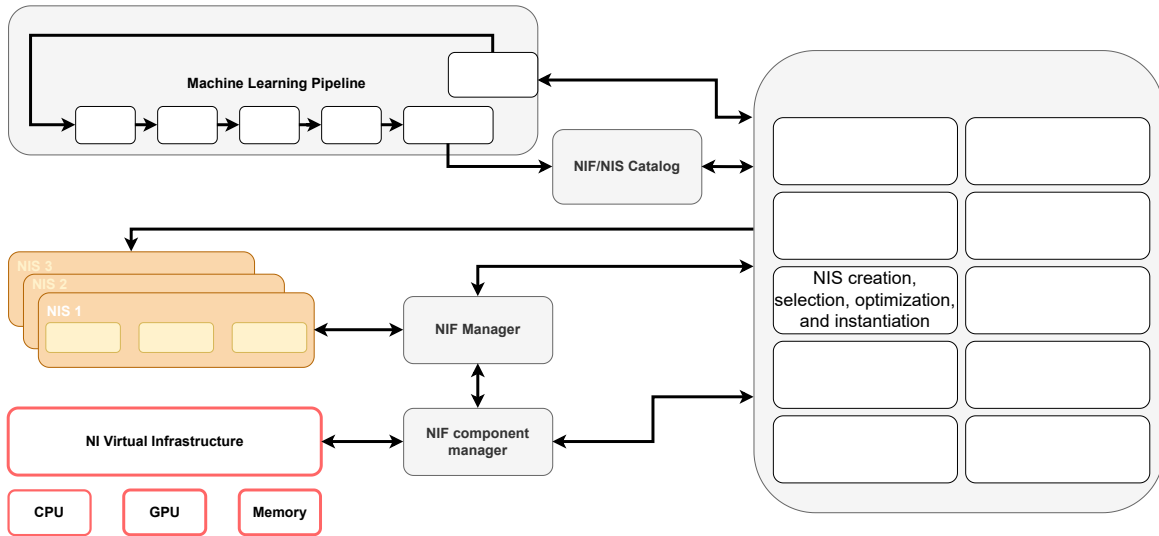 Machine Learning Pipeline
NIF/NIS Catalog
NIS 3
NIS 2
NIS 1
NIF Manager
NIS creation,
selection, optimization,
and instantiation
NI Virtual Infrastructure
NIF component
manager
CPU
GPU
Memory